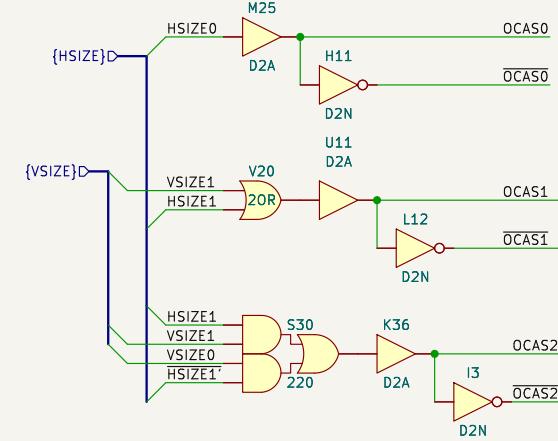 M25
HSIZE0
OCAS0
{HSIZE}
D2A
H11
OCAS0
D2N
U11
D2A
{VSIZE}
V20
VSIZE1
2OR
OCAS1
HSIZE1
L12
OCAS1
D2N
HSIZE1
S30
K36
VSIZE1
OCAS2
VSIZE0
HSIZE1
220
D2A
I3
OCAS2
D2N